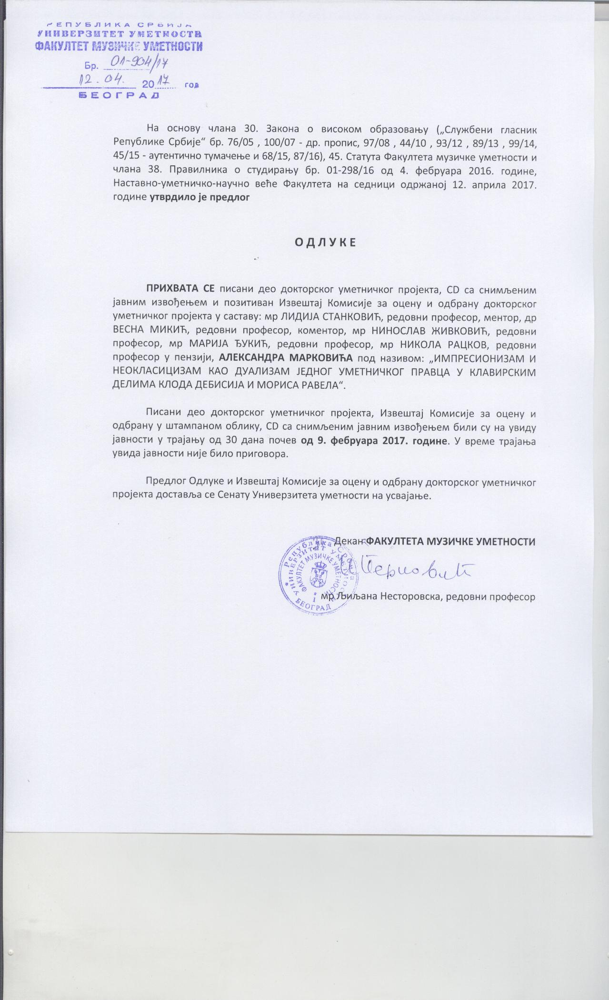 РЕПУБЛИКА СРБИЈА
УНИВЕРЗИТЕТ УМЕТНОСТИ
ФАКУЛТЕТ МУЗИЧКЕ УМЕТНОСТИ
Бр. 01-904/17
12.04. 2017 год
БЕОГРАД
На основу члана 30. Закона о високом образовању („Службени гласник
Републике Србије“ бр. 76/05 , 100/07 - др. пропис, 97/08 , 44/10 , 93/12 , 89/13 , 99/14,
45/15 - аутентично тумачење и 68/15, 87/16), 45. Статута Факултета музичке уметности и
члана 38. Правилника о студирању бр. 01-298/16 од 4. фебруара 2016. године,
Наставно-уметничко-научно веће Факултета на седници одржаној 12. априла 2017.
године утврдило је предлог
О Д Л У К Е
ПРИХВАТА СЕ писани део докторског уметничког пројекта, CD са снимљеним
јавним извођењем и позитиван Извештај Комисије за оцену и одбрану докторског
уметничког пројекта у саставу: мр ЛИДИЈА СТАНКОВИЋ, редовни професор, ментор, др
ВЕСНА МИКИЋ, редовни професор, коментор, мр НИНОСЛАВ ЖИВКОВИЋ, редовни
професор, мр МАРИЈА ЂУКИЋ, редовни професор, мр НИКОЛА РАЦКОВ, редовни
професор у пензији, АЛЕКСАНДРА МАРКОВИЋА под називом: „ИМПРЕСИОНИЗАМ И
НЕОКЛАСИЦИЗАМ КАО ДУАЛИЗАМ ЈЕДНОГ УМЕТНИЧКОГ ПРАВЦА У КЛАВИРСКИМ
ДЕЛИМА КЛОДА ДЕБИСИЈА И МОРИСА РАВЕЛА“.
Писани део докторског уметничког пројекта, Извештај Комисије за оцену и
одбрану у штампаном облику, CD са снимљеним јавним извођењем били су на увиду
јавности у трајању од 30 дана почев од 9. фебруара 2017. године. У време трајања
увида јавности није било приговора.
Предлог Одлуке и Извештај Комисије за оцену и одбрану докторског уметничког
пројекта доставља се Сенату Универзитета уметности на усвајање.
Декан ФАКУЛТЕТА МУЗИЧКЕ УМЕТНОСТИ
Република Србија
УНИВЕРЗИТЕТ УМЕТНОСТИ
ФАКУЛТЕТ МУЗИЧКЕ УМЕТНОСТИ
I
БЕОГРАД
мр Љиљана Несторовска, редовни професор